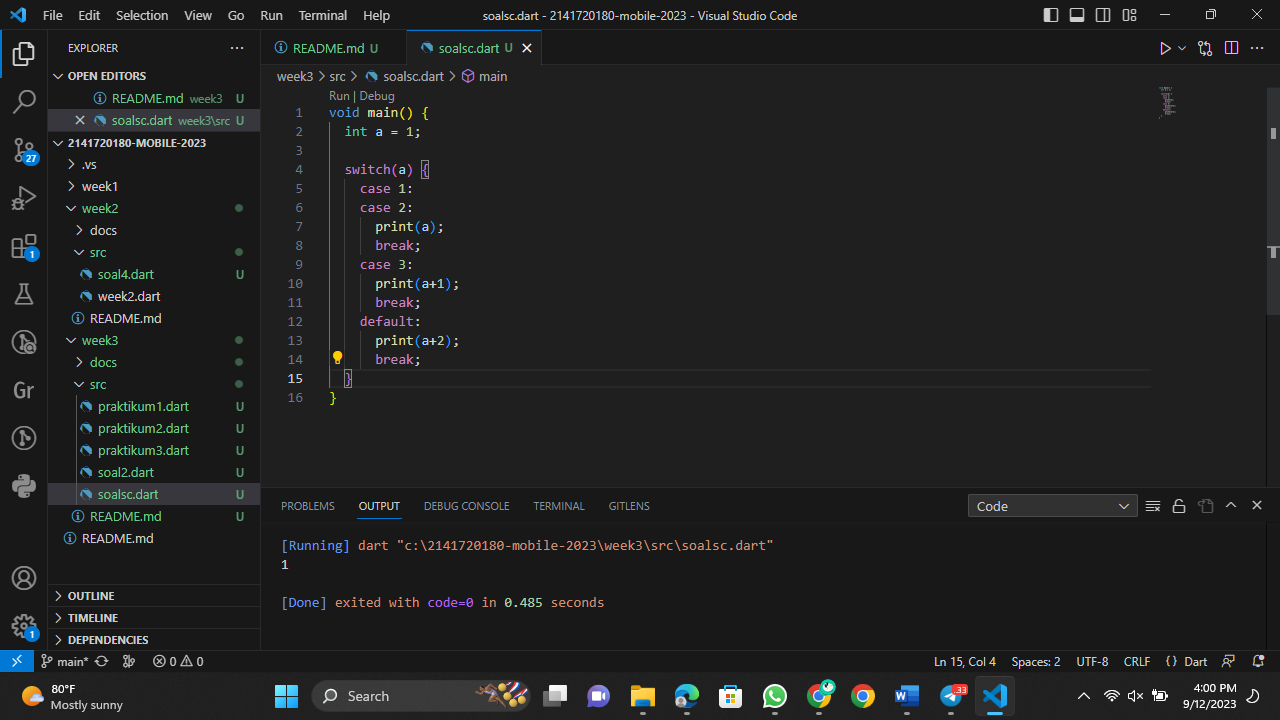 File Edit Selection View Go Run Terminal Help soalsc.dart - 2141720180-mobile-2023 - Visual Studio Code
EXPLORER
OPEN EDITORS
README.md week3 U
soalsc.dart week3\src U
2141720180-MOBILE-2023
.vs
week1
week2
docs
src
soal4.dart U
week2.dart
README.md
week3
docs
src
praktikum1.dart U
praktikum2.dart U
praktikum3.dart U
soal2.dart U
soalsc.dart U
README.md U
README.md
OUTLINE
TIMELINE
DEPENDENCIES
27
1
Gr
1
README.md U soalsc.dart U
week3 > src > soalsc.dart > main
Run | Debug
1 void main() {
2 int a = 1;
3
4 switch(a) {
5 case 1:
6 case 2:
7 print(a);
8 break;
9 case 3:
10 print(a+1);
11 break;
12 default:
13 print(a+2);
14 break;
15 }
16 }
PROBLEMS OUTPUT DEBUG CONSOLE TERMINAL GITLENS Code
[Running] dart "c:\2141720180-mobile-2023\week3\src\soalsc.dart"
1
[Done] exited with code=0 in 0.485 seconds
main* 0 0 Ln 15, Col 4 Spaces: 2 UTF-8 CRLF { } Dart
80°F
Mostly sunny
Search
33
4:00 PM
9/12/2023